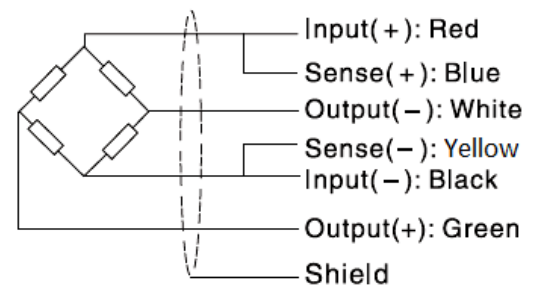 Input(+): Red
Sense(+): Blue
Output(−): White
Sense(−): Yellow
Input(−): Black
Output(+): Green
Shield